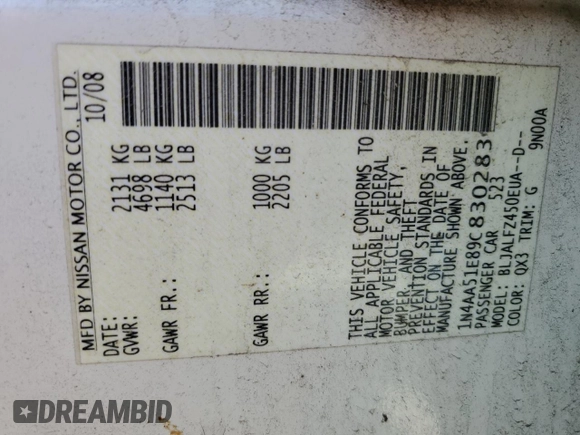 MFD BY NISSAN MOTOR CO., LTD.
DATE: 10/08
GVWR: 2131 KG
4698 LB
GAWR FR.: 1140 KG
2513 LB
GAWR RR.: 1000 KG
2205 LB
THIS VEHICLE CONFORMS TO
ALL APPLICABLE FEDERAL
MOTOR VEHICLE SAFETY,
BUMPER, AND THEFT
PREVENTION STANDARDS IN
EFFECT ON THE DATE OF
MANUFACTURE SHOWN ABOVE.
1N4AA51E89C830283
PASSENGER CAR 523
MODEL: BLJALFZ450EUA--D--
COLOR: QX3 TRIM: G 9N00A
DREAMBID